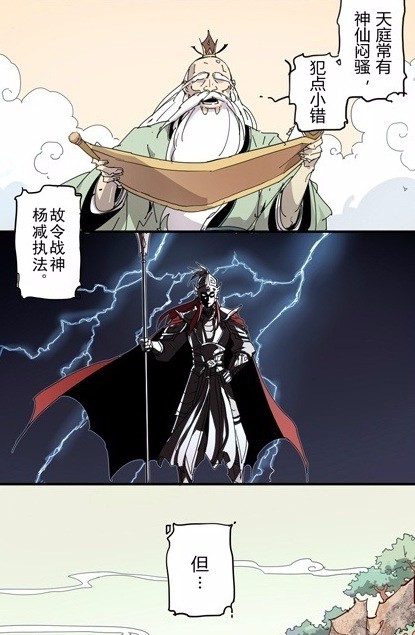 天庭常有
神仙闷骚，
犯点小错
故令战神
杨减执法。
但…